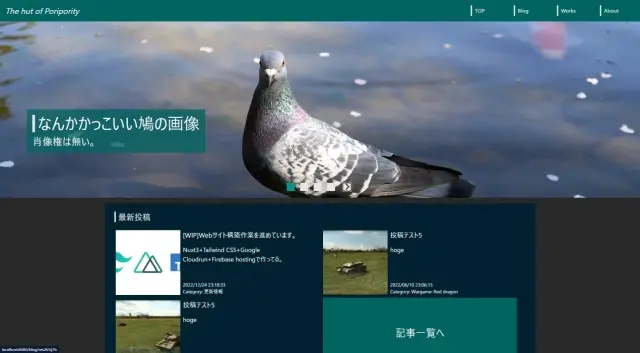 The hut of Poripority
TOP
Blog
Works
About
なんかかっこいい鳩の画像
肖像権は無い。
最新投稿
[WIP]Webサイト構築作業を進めています。
Nuxt3+Tailwind CSS+Google
Cloudrun+Firebase hostingで作ってる。
2022/12/24 23:18:33
Category: 更新情報
投稿テスト5
hoge
2022/08/10 23:06:15
Category: Wargame: Red dragon
投稿テスト5
hoge
記事一覧へ